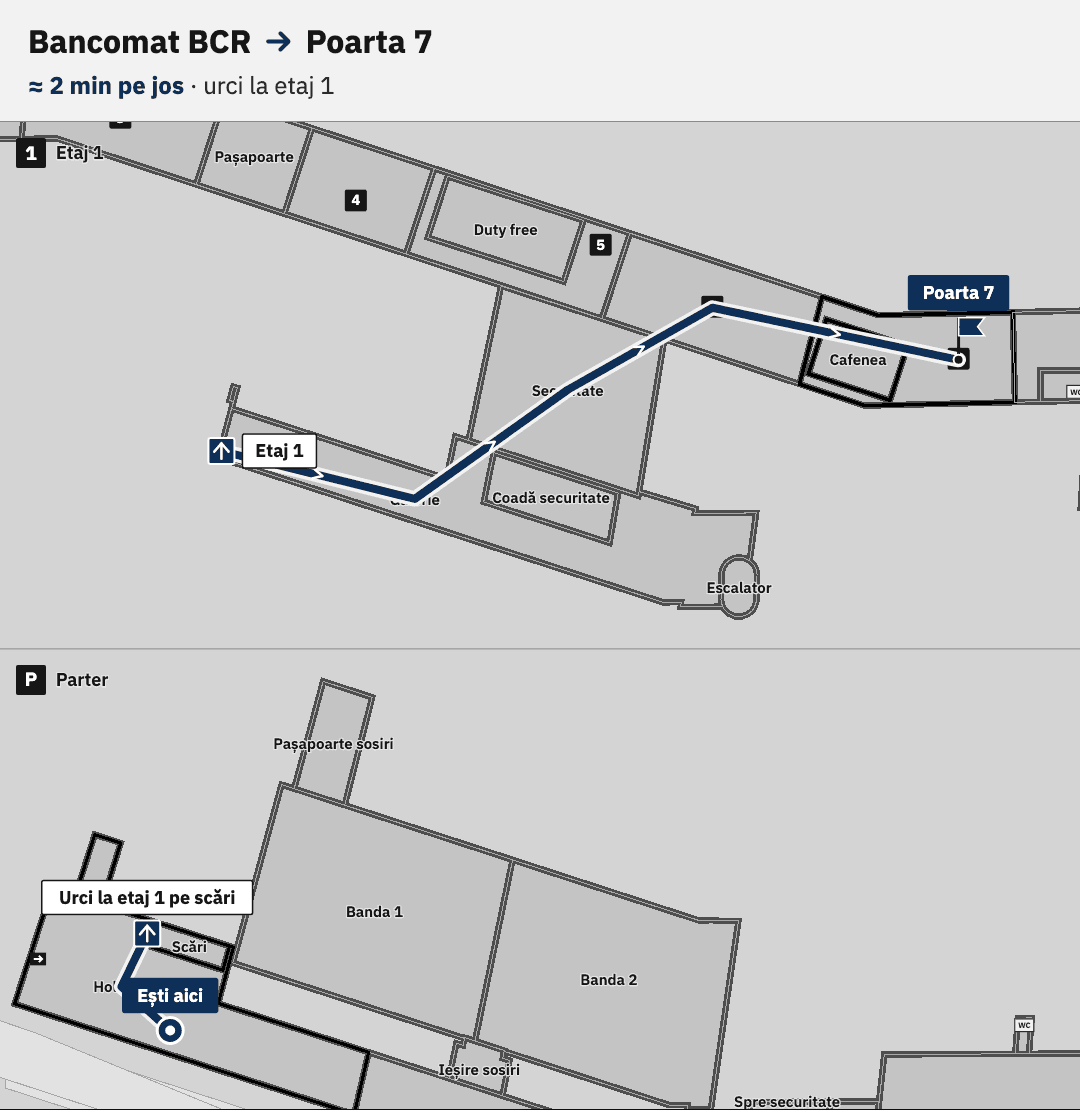 Bancomat BCR → Poarta 7
≈ 2 min pe jos · urci la etaj 1
1 Etaj 1
Pașapoarte
4
Duty free
5
Poarta 7
Cafenea
WC
Etaj 1
Coadă securitate
Escalator
P Parter
Pașapoarte sosiri
Urci la etaj 1 pe scări
Banda 1
Scări
Banda 2
Ești aici
WC
Ieșire sosiri
Spre securitate